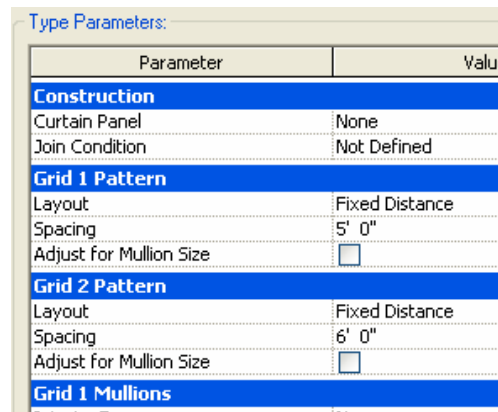 Type Parameters:
Parameter Valu
Construction
Curtain Panel None
Join Condition Not Defined
Grid 1 Pattern
Layout Fixed Distance
Spacing 5' 0"
Adjust for Mullion Size
Grid 2 Pattern
Layout Fixed Distance
Spacing 6' 0"
Adjust for Mullion Size
Grid 1 Mullions